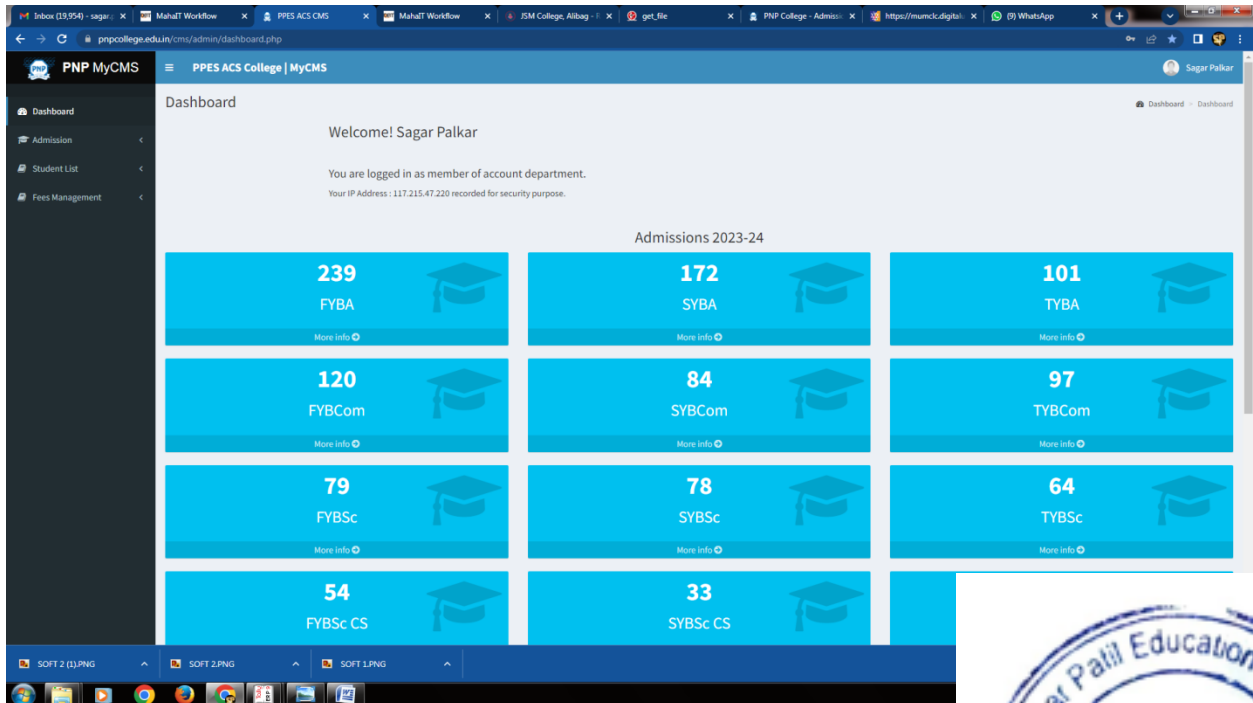 Inbox (19,954) - sagar.
MahaIT Workflow
PPES ACS CMS
MahaIT Workflow
JSM College, Alibag -
get_file
PNP College - Admissi
https://mumclc.digital
(9) WhatsApp
pnpcollege.edu.in/cms/admin/dashboard.php
PNP MyCMS
PPES ACS College | MyCMS
Sagar Palkar
Dashboard
Admission
Student List
Fees Management
Dashboard
Dashboard > Dashboard
Welcome! Sagar Palkar
You are logged in as member of account department.
Your IP Address : 117.215.47.220 recorded for security purpose.
Admissions 2023-24
239
FYBA
More info
172
SYBA
More info
101
TYBA
More info
120
FYBCom
More info
84
SYBCom
More info
97
TYBCom
More info
79
FYBSc
More info
78
SYBSc
More info
64
TYBSc
More info
54
FYBSc CS
33
SYBSc CS
Patil Education
SOFT 2 (1).PNG
SOFT 2.PNG
SOFT 1.PNG